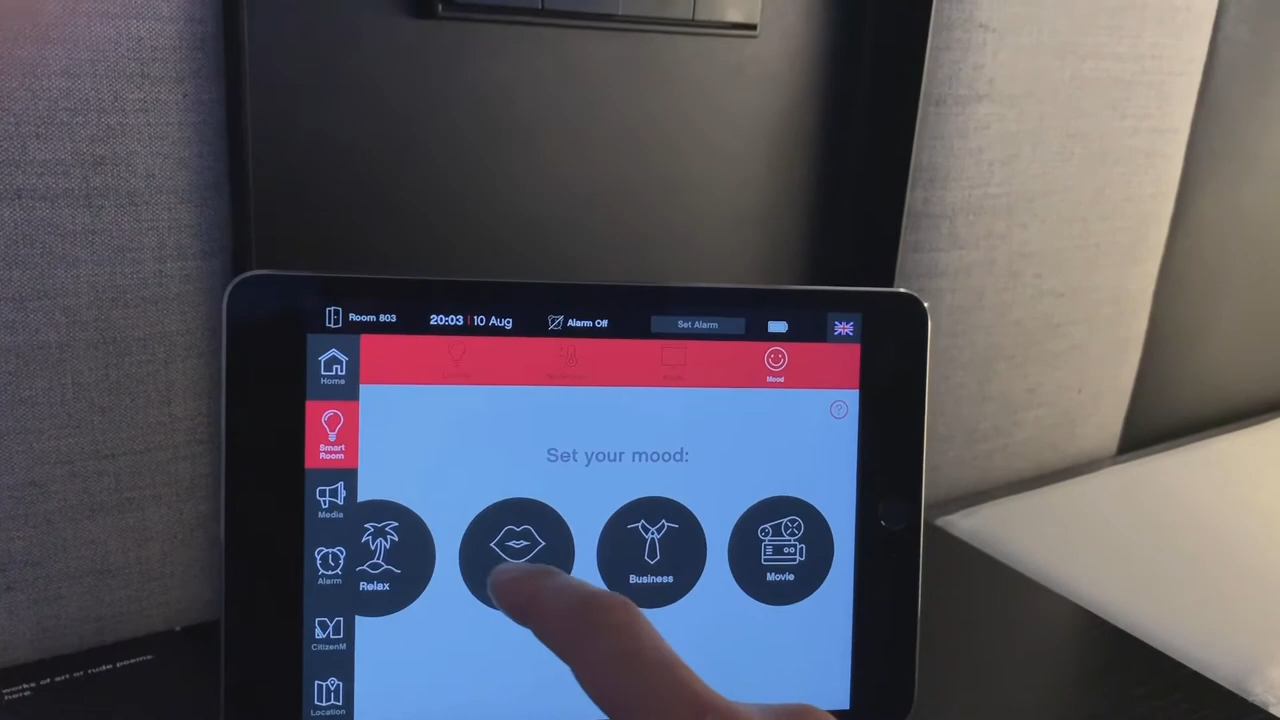 Room 803
20:03 | 10 Aug
Alarm Off
Set Alarm
Home
Mood
Smart
Room
Set your mood:
Media
Relax
Business
Movie
Alarm
CitizenM
Location
works of art or rude poems.
here.